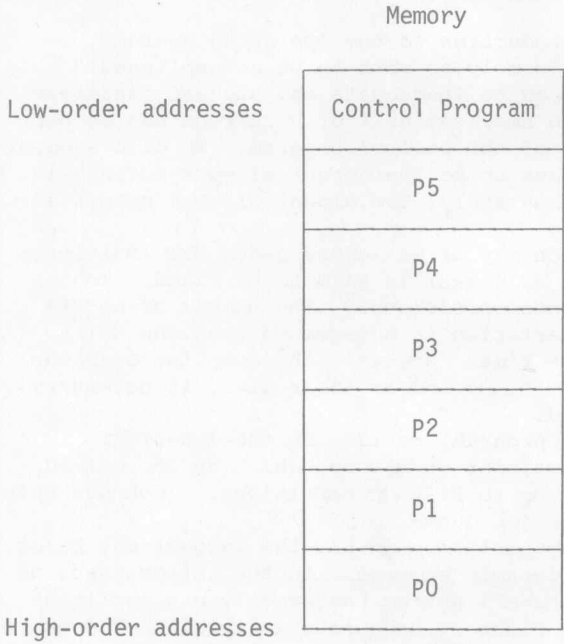 Memory
Low-order addresses Control Program
P5
P4
P3
P2
P1
P0
High-order addresses